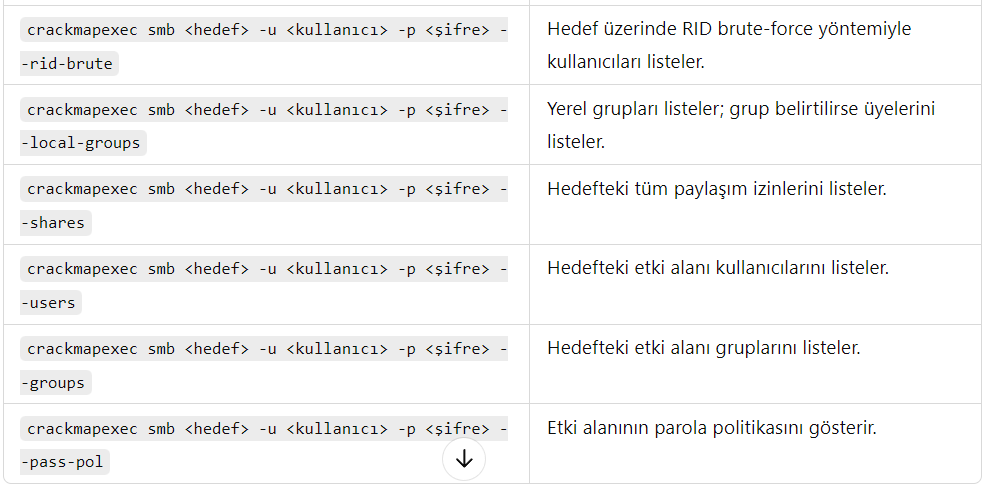 crackmapexec smb <hedef> -u <kullanıcı> -p <şifre> -
-rid-brute
Hedef üzerinde RID brute-force yöntemiyle
kullanıcıları listeler.
crackmapexec smb <hedef> -u <kullanıcı> -p <şifre> -
-local-groups
Yerel grupları listeler; grup belirtilirse üyelerini
listeler.
crackmapexec smb <hedef> -u <kullanıcı> -p <şifre> -
-shares
Hedefteki tüm paylaşım izinlerini listeler.
crackmapexec smb <hedef> -u <kullanıcı> -p <şifre> -
-users
Hedefteki etki alanı kullanıcılarını listeler.
crackmapexec smb <hedef> -u <kullanıcı> -p <şifre> -
-groups
Hedefteki etki alanı gruplarını listeler.
crackmapexec smb <hedef> -u <kullanıcı> -p <şifre> -
-pass-pol
Etki alanının parola politikasını gösterir.